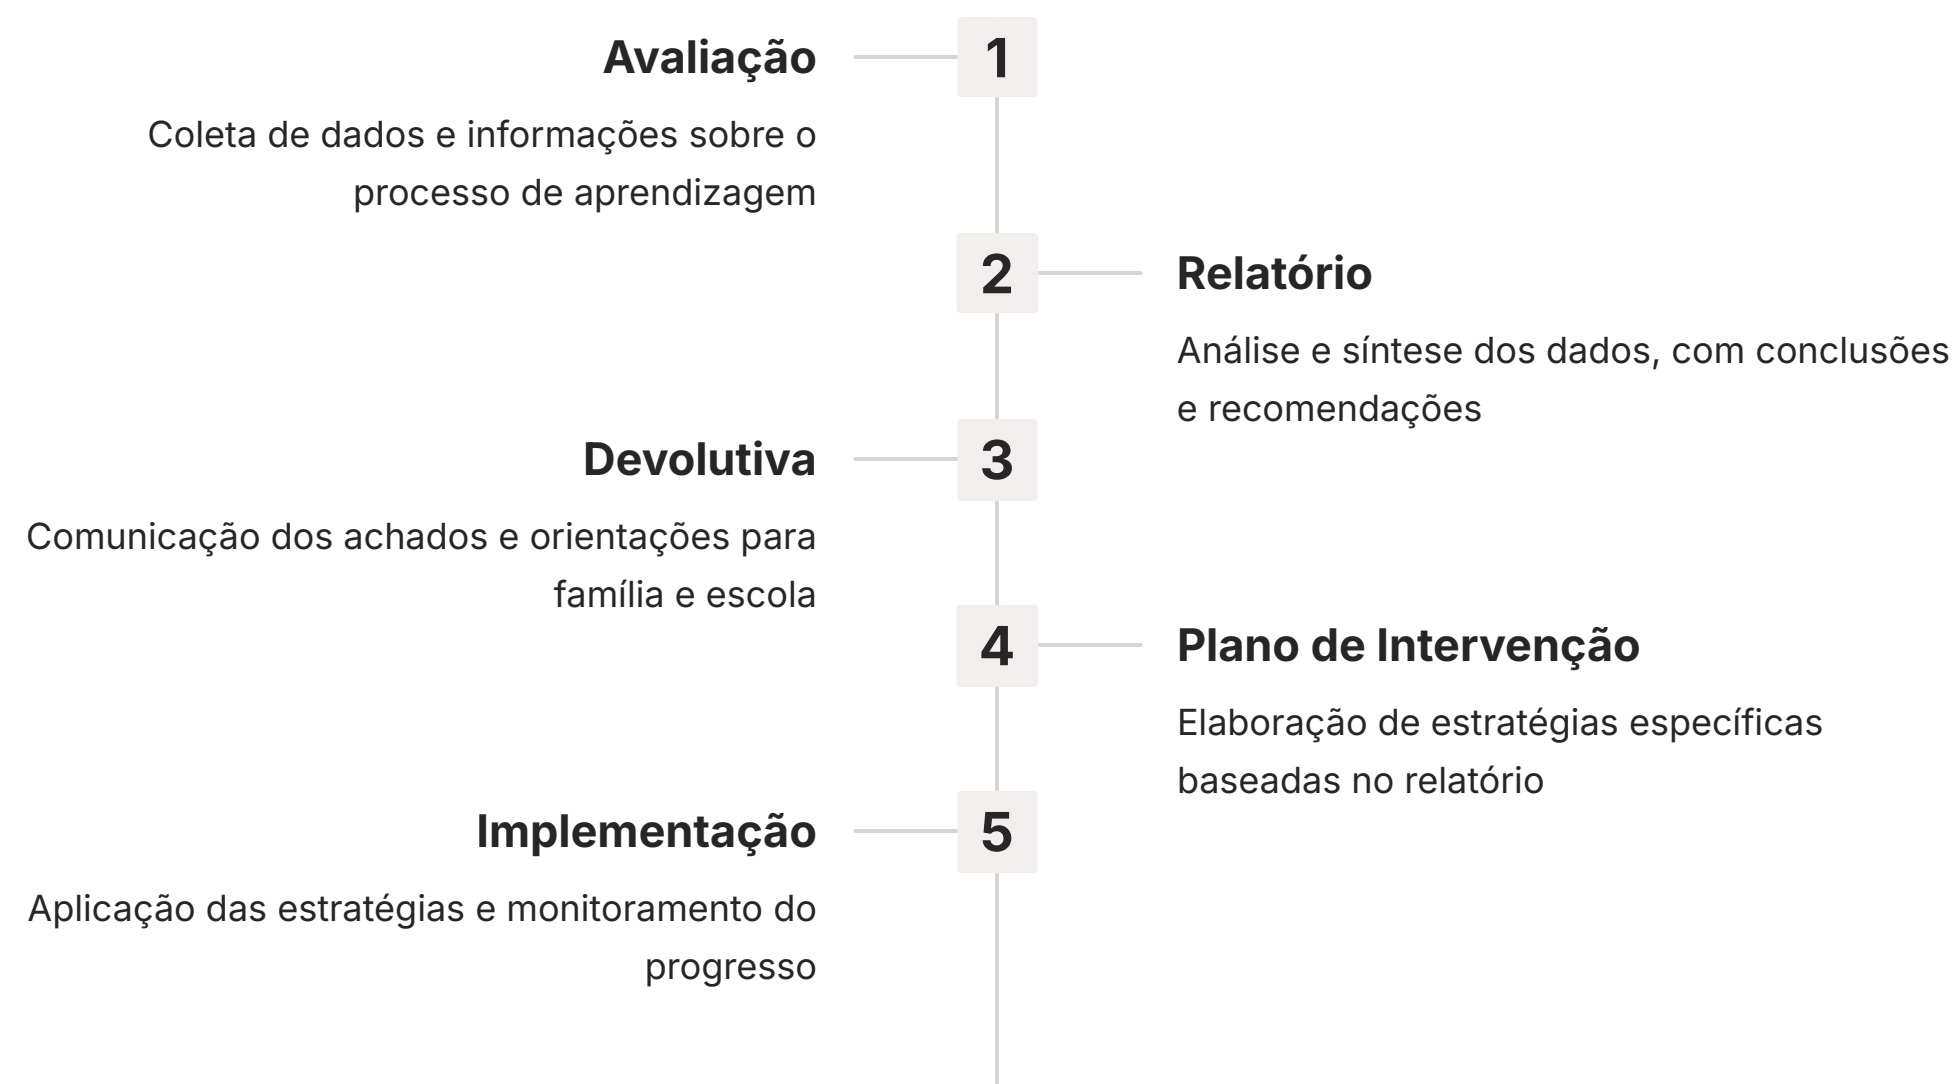 Avaliação
1
Coleta de dados e informações sobre o
processo de aprendizagem
2
Relatório
Análise e síntese dos dados, com conclusões
e recomendações
Devolutiva
3
Comunicação dos achados e orientações para
família e escola
4
Plano de Intervenção
Elaboração de estratégias específicas
baseadas no relatório
Implementação
5
Aplicação das estratégias e monitoramento do
progresso